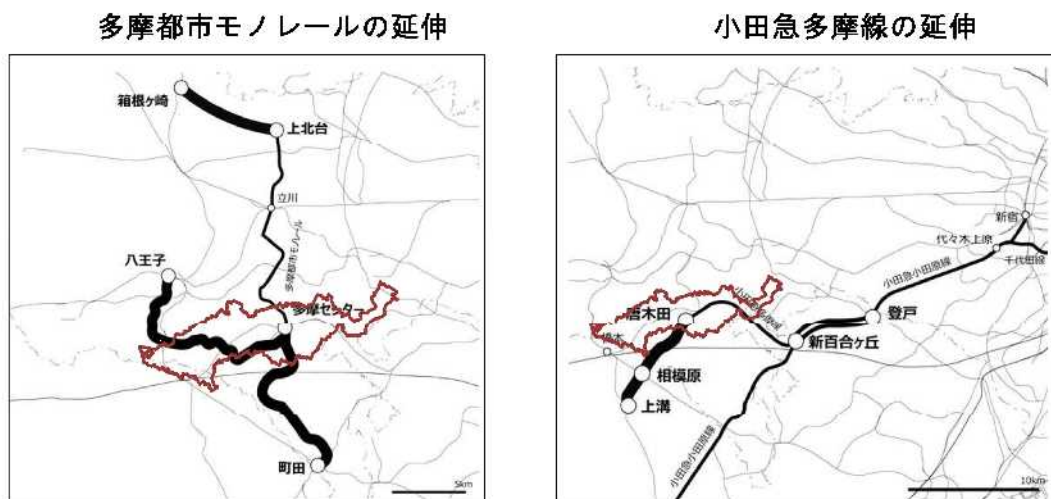 多摩都市モノレールの延伸
箱根ヶ崎
上北台
立川
多摩都市モノレール
八王子
多摩センター
町田
5km
小田急多摩線の延伸
新宿
代々木上原
千代田線
小田急小田原線
登戸
唐木田
新百合ヶ丘
相模原
上溝
小田急小田原線
10km